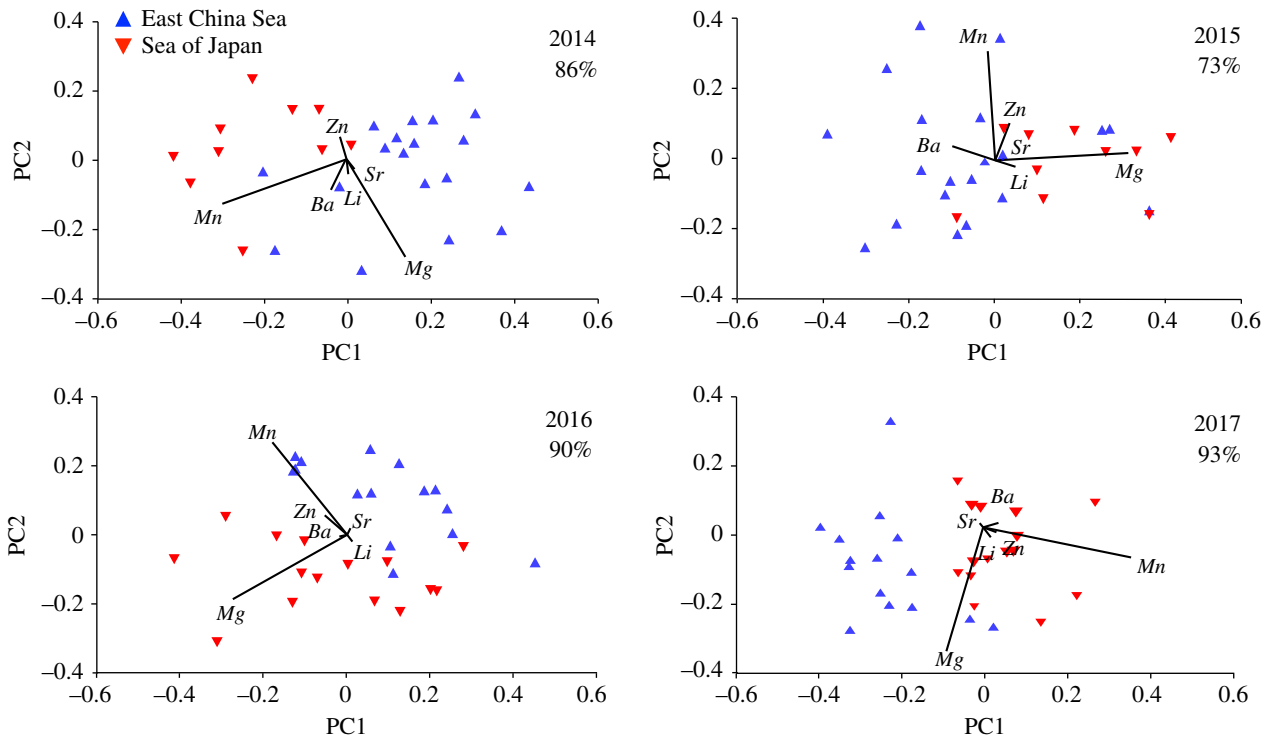 0.4
East China Sea
Sea of Japan
2014
86%
0.2
Zn
PC2
0
Sr
Ba
Li
Mn
–0.2
Mg
–0.4
–0.6
–0.4
–0.2
0
0.2
0.4
0.6
PC1
0.4
Mn
2015
73%
0.2
Zn
PC2
0
Ba
Sr
Li
Mg
–0.2
–0.4
–0.6
–0.4
–0.2
0
0.2
0.4
0.6
PC1
0.4
2016
90%
Mn
0.2
Zn
Sr
PC2
0
Ba
Li
Mg
–0.2
–0.4
–0.6
–0.4
–0.2
0
0.2
0.4
0.6
PC1
0.4
2017
93%
0.2
Ba
Sr
PC2
0
Li
Zn
Mn
–0.2
Mg
–0.4
–0.6
–0.4
–0.2
0
0.2
0.4
0.6
PC1